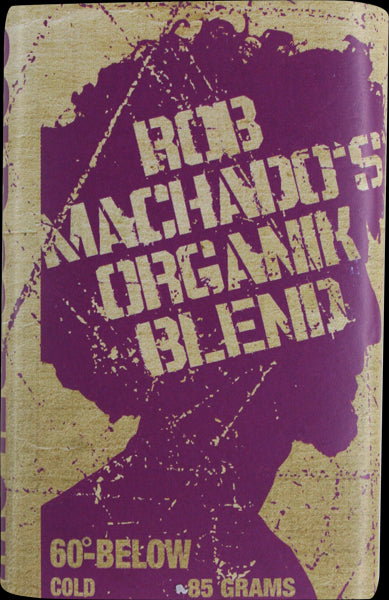 ROB
MACHADO'S
ORGANIK
BLEND
60°-BELOW
COLD 85 GRAMS